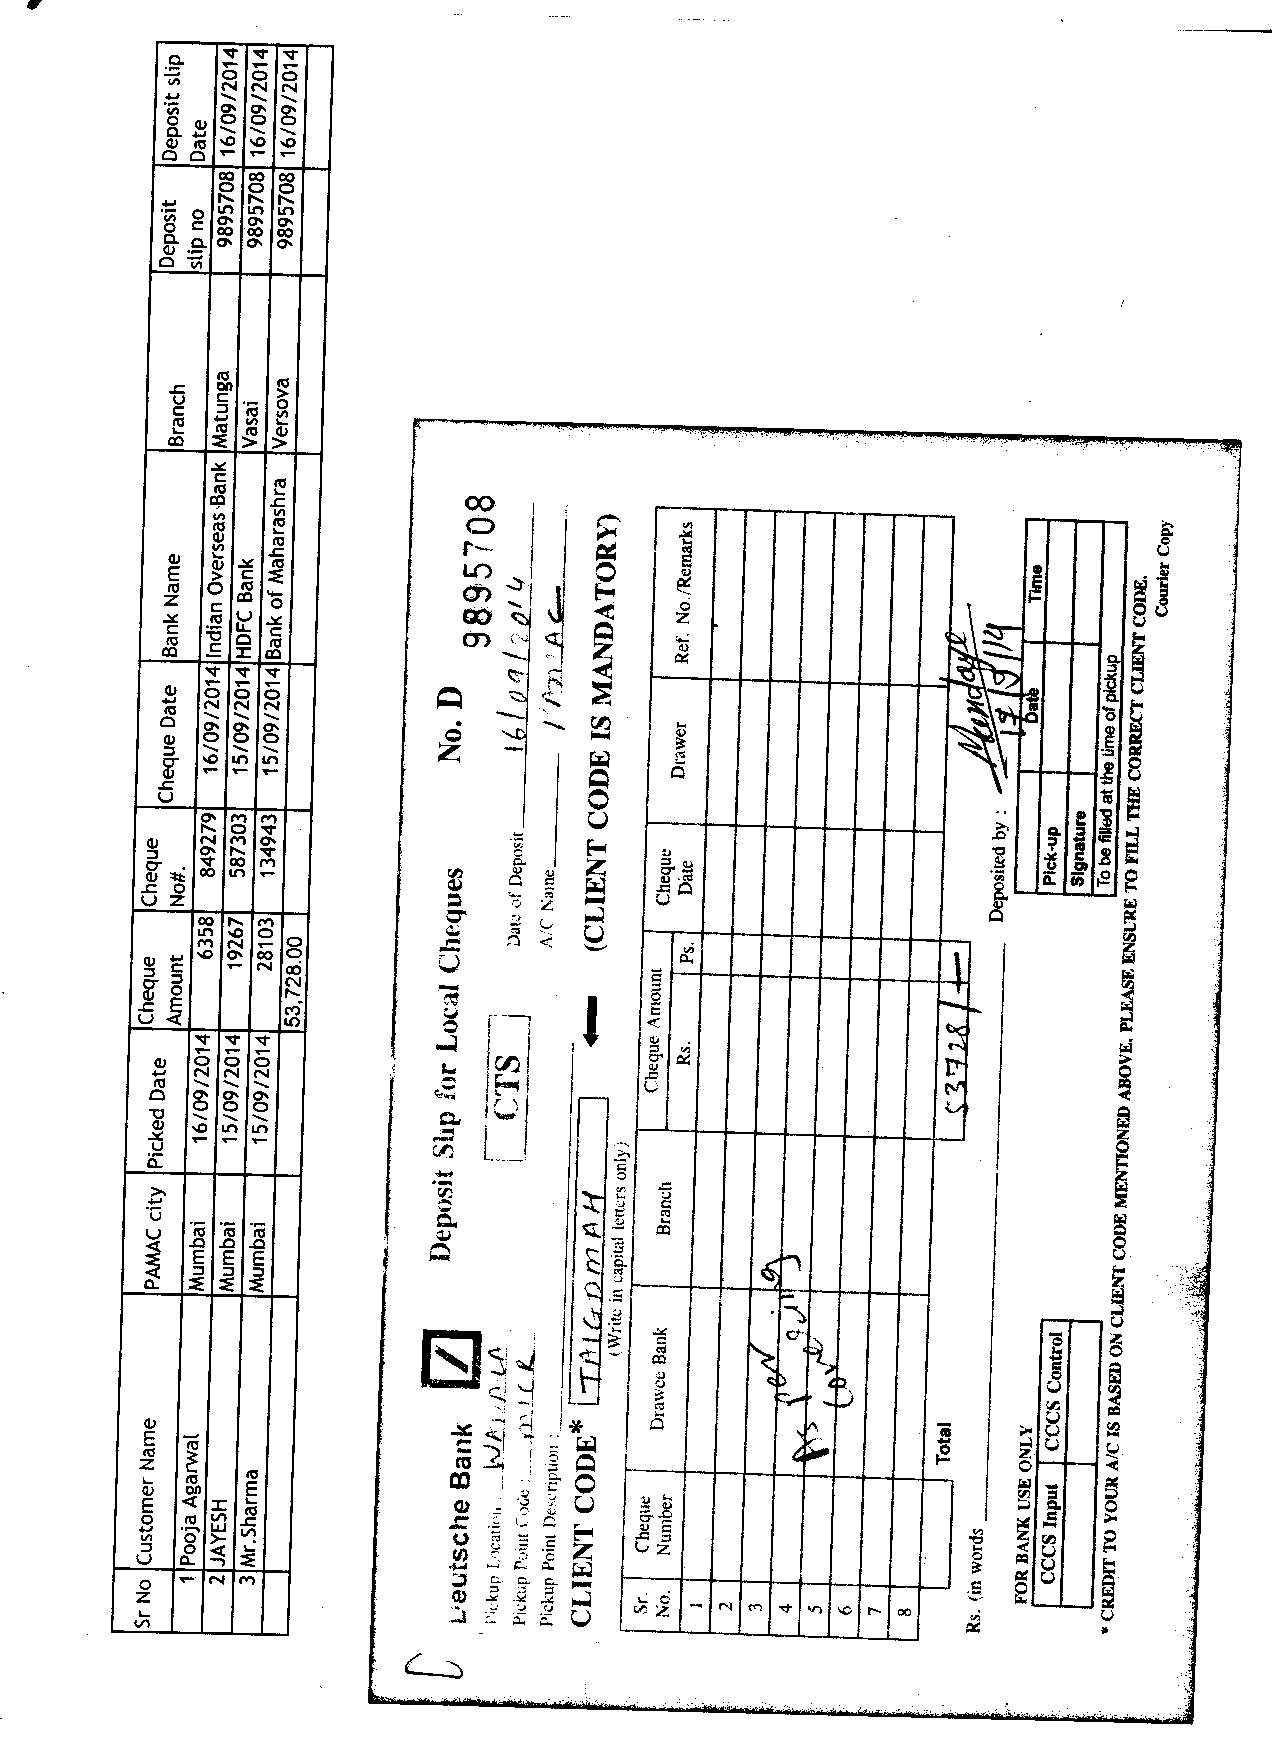 Sr No Customer Name PAMAC city Picked Date Cheque Amount Cheque No#. Cheque Date Bank Name Branch Deposit slip no Deposit slip Date
1 Pooja Agarwal Mumbai 16/09/2014 6358 849279 16/09/2014 Indian Overseas Bank Matunga 9895708 16/09/2014
2 JAYESH Mumbai 15/09/2014 19267 587303 15/09/2014 HDFC Bank Vasai 9895708 16/09/2014
3 Mr.Sharma Mumbai 15/09/2014 28103 134943 15/09/2014 Bank of Maharashtra Versova 9895708 16/09/2014
53,728.00
Deutsche Bank Deposit Slip for Local Cheques No. D 9895708
Pickup Location WADALA CTS Date of Deposit 16/09/2014
Pickup Point Code : MICR A/C Name
Pickup Point Description :
CLIENT CODE* TAIGDMAH (CLIENT CODE IS MANDATORY)
(Write in capital letters only)
Sr. No. Cheque Number Drawee Bank Branch Cheque Amount Rs. Ps. Cheque Date Drawer Ref. No./Remarks
1
2
3
4 As per
5
6
7
8
Total 53728/-
Rs. (in words Deposited by :
17/9/14
FOR BANK USE ONLY
CCCS Input CCCS Control
Date Time
Pick-up
Signature
To be filled at the time of pickup
* CREDIT TO YOUR A/C IS BASED ON CLIENT CODE MENTIONED ABOVE, PLEASE ENSURE TO FILL THE CORRECT CLIENT CODE.
Courier Copy